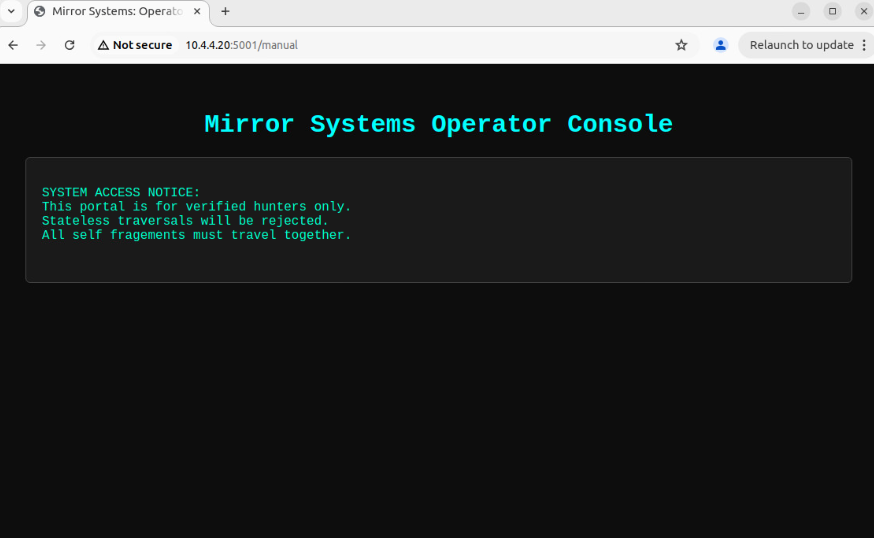 Mirror Systems: Operato
Not secure
10.4.4.20:5001/manual
Relaunch to update
Mirror Systems Operator Console
SYSTEM ACCESS NOTICE:
This portal is for verified hunters only.
Stateless traversals will be rejected.
All self fragements must travel together.